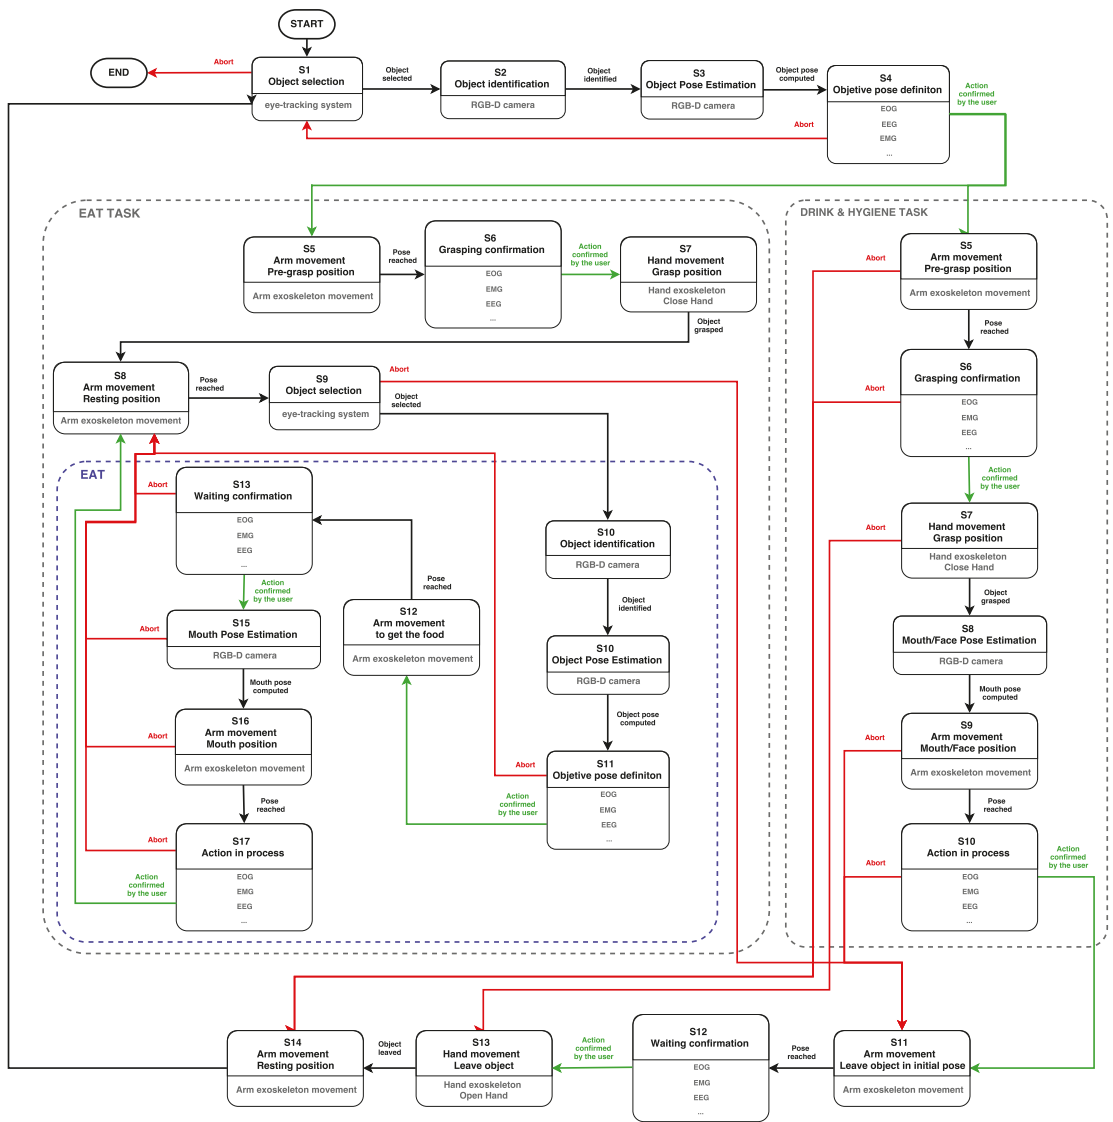 START
END
Abort
S1
Object selection
eye-tracking system
Object
selected
S2
Object identification
RGB-D camera
Object
identified
S3
Object Pose Estimation
RGB-D camera
Object pose
computed
S4
Objetive pose definiton
EOG
EEG
EMG
...
Abort
Action
confirmed
by the user
EAT TASK
S5
Arm movement
Pre-grasp position
Arm exoskeleton movement
Pose
reached
S6
Grasping confirmation
EOG
EMG
EEG
...
Action
confirmed
by the user
S7
Hand movement
Grasp position
Hand exoskeleton
Close Hand
Object
grasped
S8
Arm movement
Resting position
Arm exoskeleton movement
Pose
reached
S9
Object selection
eye-tracking system
Abort
Object
selected
EAT
S13
Waiting confirmation
EOG
EMG
EEG
...
Abort
Action
confirmed
by the user
S15
Mouth Pose Estimation
RGB-D camera
Abort
Mouth pose
computed
S16
Arm movement
Mouth position
Arm exoskeleton movement
Abort
Pose
reached
S17
Action in process
EOG
EMG
EEG
...
Abort
Action
confirmed
by the user
Pose
reached
S12
Arm movement
to get the food
Arm exoskeleton movement
S10
Object identification
RGB-D camera
Object
identified
S10
Object Pose Estimation
RGB-D camera
Object pose
computed
S11
Objetive pose definiton
EOG
EMG
EEG
...
Abort
Action
confirmed
by the user
DRINK & HYGIENE TASK
S5
Arm movement
Pre-grasp position
Arm exoskeleton movement
Abort
Pose
reached
S6
Grasping confirmation
EOG
EMG
EEG
...
Abort
Action
confirmed
by the user
S7
Hand movement
Grasp position
Hand exoskeleton
Close Hand
Abort
Object
grasped
S8
Mouth/Face Pose Estimation
RGB-D camera
Mouth pose
computed
S9
Arm movement
Mouth/Face position
Arm exoskeleton movement
Abort
Pose
reached
S10
Action in process
EOG
EMG
EEG
...
Abort
Action
confirmed
by the user
S14
Arm movement
Resting position
Arm exoskeleton movement
Object
leaved
S13
Hand movement
Leave object
Hand exoskeleton
Open Hand
Action
confirmed
by the user
S12
Waiting confirmation
EOG
EMG
EEG
...
Pose
reached
S11
Arm movement
Leave object in initial pose
Arm exoskeleton movement